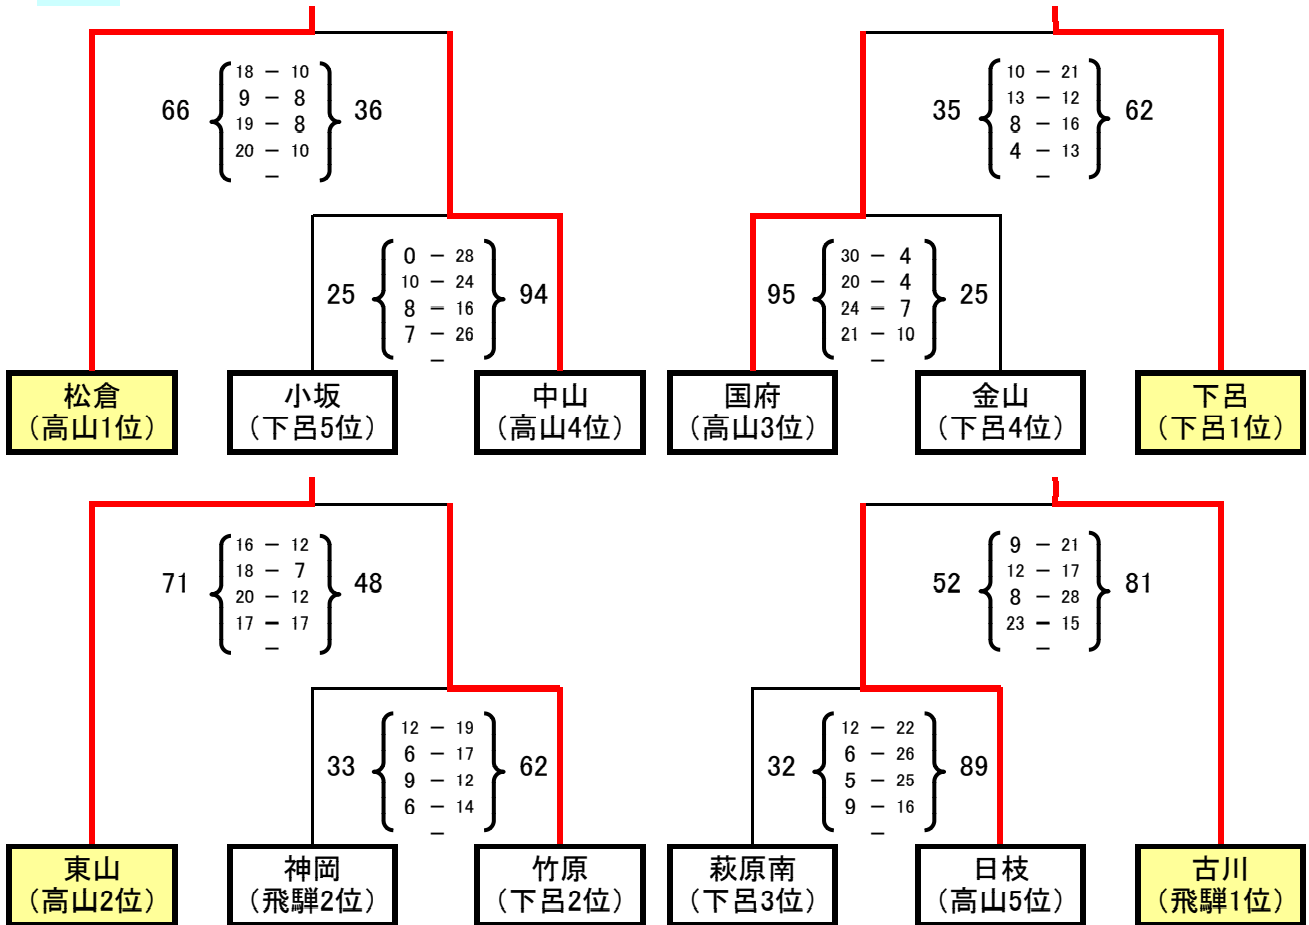 18 － 10
9 － 8
66 36
19 － 8
20 － 10
－
10 － 21
13 － 12
35 62
8 － 16
4 － 13
－
0 － 28
10 － 24
25 94
8 － 16
7 － 26
－
30 － 4
20 － 4
95 25
24 － 7
21 － 10
－
松倉
(高山1位)
小坂
(下呂5位)
中山
(高山4位)
国府
(高山3位)
金山
(下呂4位)
下呂
(下呂1位)
16 － 12
18 － 7
71 48
20 － 12
17 － 17
－
9 － 21
12 － 17
52 81
8 － 28
23 － 15
－
12 － 19
6 － 17
33 62
9 － 12
6 － 14
－
12 － 22
6 － 26
32 89
5 － 25
9 － 16
－
東山
(高山2位)
神岡
(飛騨2位)
竹原
(下呂2位)
萩原南
(下呂3位)
日枝
(高山5位)
古川
(飛騨1位)